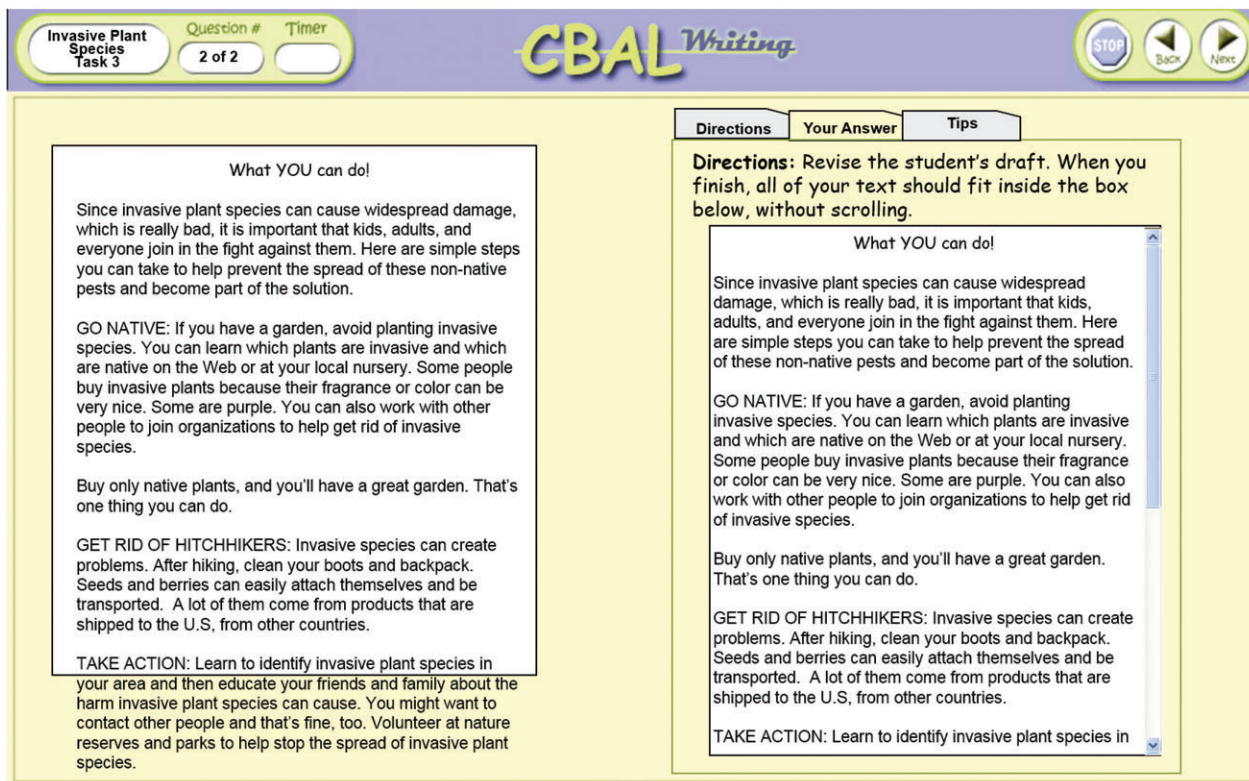 Invasive Plant
Species
Task 3
Question #
2 of 2
Timer
CBAL Writing
STOP
Back
Next
What YOU can do!
Since invasive plant species can cause widespread damage,
which is really bad, it is important that kids, adults, and
everyone join in the fight against them. Here are simple steps
you can take to help prevent the spread of these non-native
pests and become part of the solution.
GO NATIVE: If you have a garden, avoid planting invasive
species. You can learn which plants are invasive and which
are native on the Web or at your local nursery. Some people
buy invasive plants because their fragrance or color can be
very nice. Some are purple. You can also work with other
people to join organizations to help get rid of invasive
species.
Buy only native plants, and you'll have a great garden. That's
one thing you can do.
GET RID OF HITCHHIKERS: Invasive species can create
problems. After hiking, clean your boots and backpack.
Seeds and berries can easily attach themselves and be
transported.  A lot of them come from products that are
shipped to the U.S, from other countries.
TAKE ACTION: Learn to identify invasive plant species in
your area and then educate your friends and family about the
harm invasive plant species can cause. You might want to
contact other people and that's fine, too. Volunteer at nature
reserves and parks to help stop the spread of invasive plant
species.
Directions
Your Answer
Tips
Directions: Revise the student's draft. When you
finish, all of your text should fit inside the box
below, without scrolling.
What YOU can do!
Since invasive plant species can cause widespread
damage, which is really bad, it is important that kids,
adults, and everyone join in the fight against them. Here
are simple steps you can take to help prevent the spread
of these non-native pests and become part of the solution.
GO NATIVE: If you have a garden, avoid planting
invasive species. You can learn which plants are invasive
and which are native on the Web or at your local nursery.
Some people buy invasive plants because their fragrance
or color can be very nice. Some are purple. You can also
work with other people to join organizations to help get rid
of invasive species.
Buy only native plants, and you'll have a great garden.
That's one thing you can do.
GET RID OF HITCHHIKERS: Invasive species can create
problems. After hiking, clean your boots and backpack.
Seeds and berries can easily attach themselves and be
transported.  A lot of them come from products that are
shipped to the U.S, from other countries.
TAKE ACTION: Learn to identify invasive plant species in